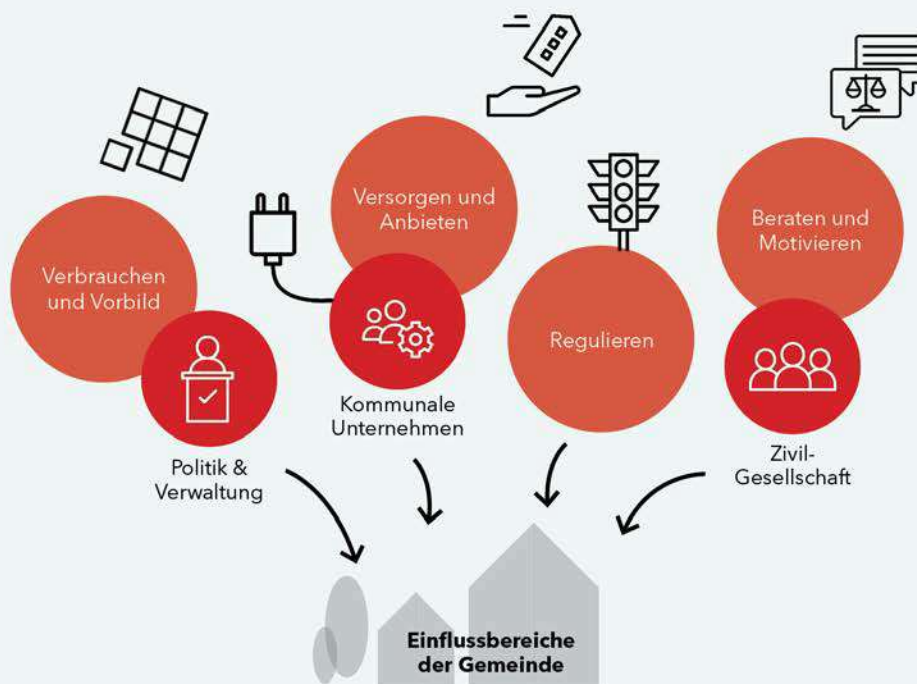 Verbrauchen
und Vorbild
Politik &
Verwaltung
Versorgen und
Anbieten
Kommunale
Unternehmen
Regulieren
Beraten und
Motivieren
Zivil-
Gesellschaft
Einflussbereiche
der Gemeinde